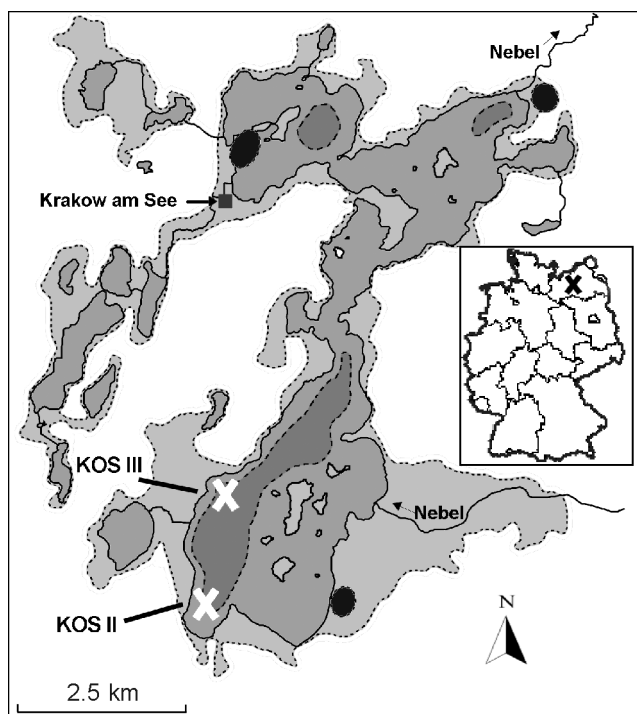 Nebel
Krakow am See
KOS III
Nebel
KOS II
N
2.5 km